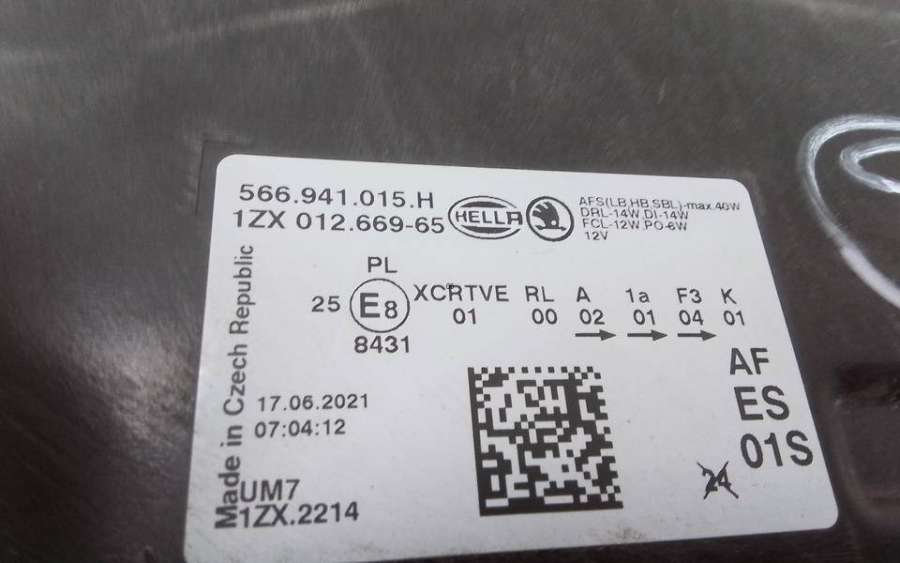 566.941.015.H
1ZX 012.669-65
HELLA
AFS(LB,HB,SBL)-max.40W
DRL-14W,DI-14W
FCL-12W,PO-6W
12V
PL
25 E8 XCRTVE RL A 1a F3 K
01 00 02 01 04 01
8431
Made in Czech Republic
17.06.2021
07:04:12
AF
ES
01S
24
UM7
1ZX.2214